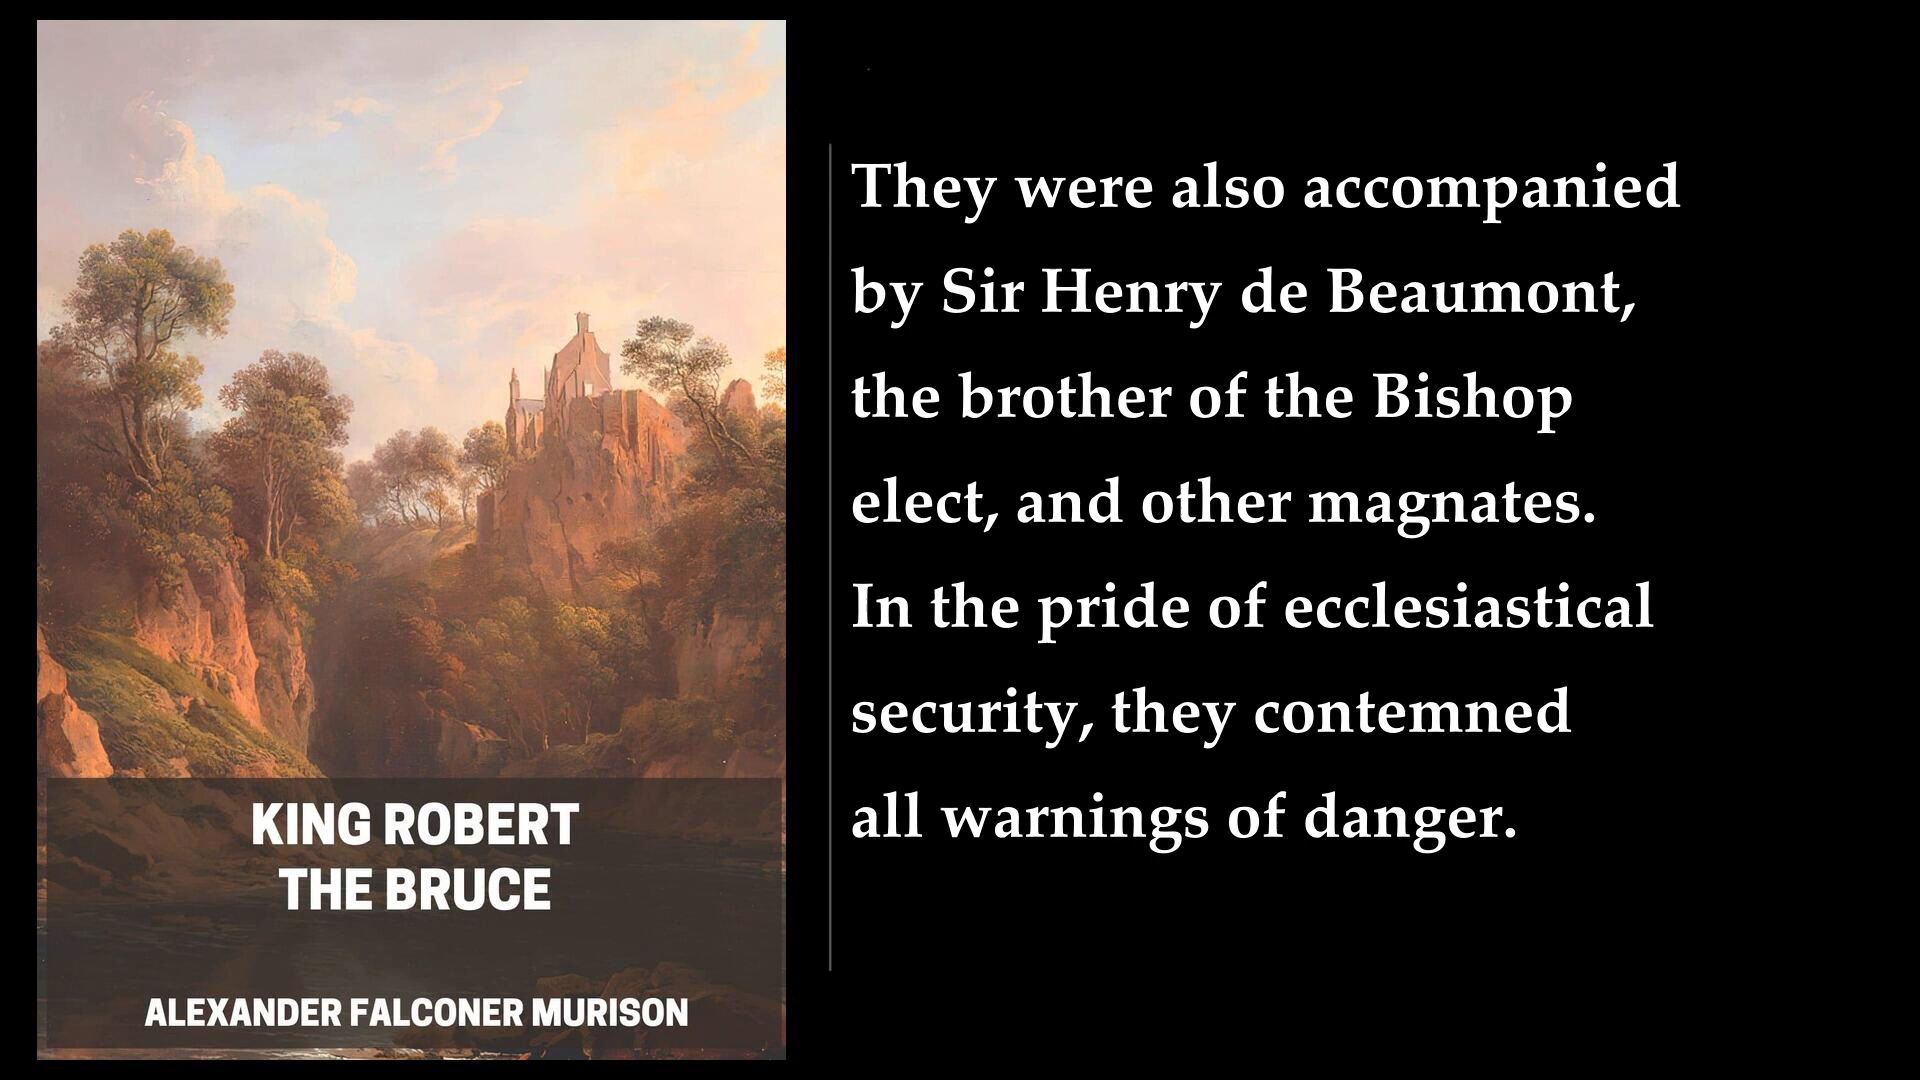 They were also accompanied
by Sir Henry de Beaumont,
the brother of the Bishop
elect, and other magnates.
In the pride of ecclesiastical
security, they contemned
all warnings of danger.
KING ROBERT
THE BRUCE
ALEXANDER FALCONER MURISON